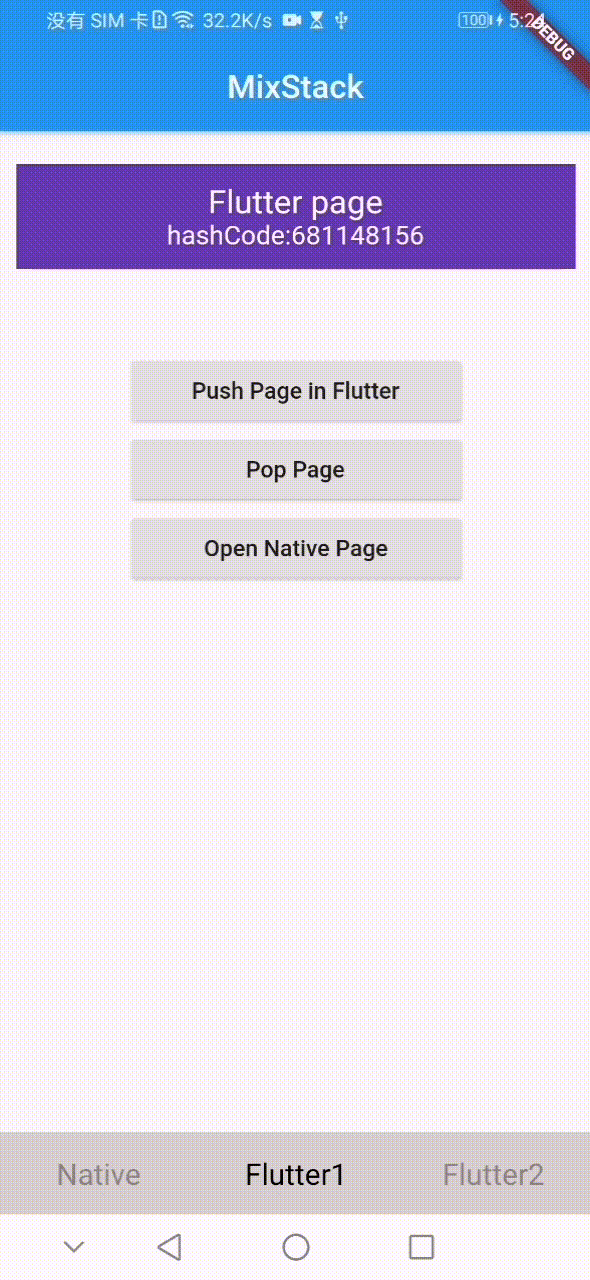 没有 SIM 卡 32.2K/s 100 5:2
DEBUG
MixStack
Flutter page
hashCode:681148156
Push Page in Flutter
Pop Page
Open Native Page
Native Flutter1 Flutter2